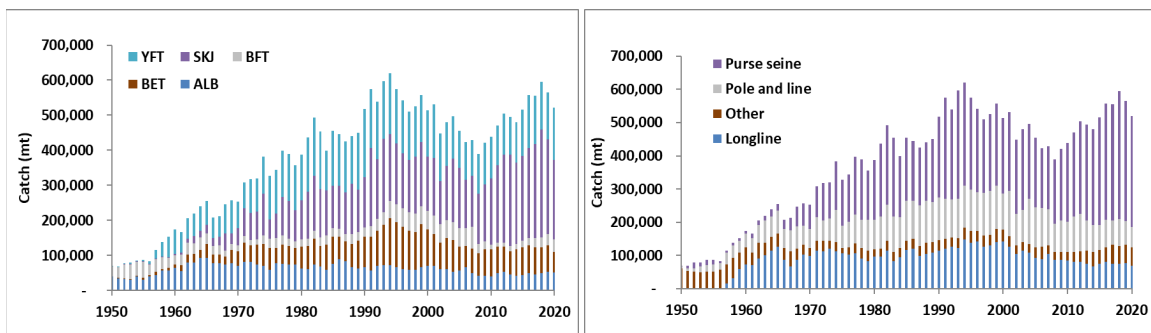 700,000
600,000
500,000
400,000
300,000
200,000
100,000
-
Catch (mt)
YFT SKJ BFT
BET ALB
1950 1960 1970 1980 1990 2000 2010 2020
700,000
600,000
500,000
400,000
300,000
200,000
100,000
-
Catch (mt)
Purse seine
Pole and line
Other
Longline
1950 1960 1970 1980 1990 2000 2010 2020